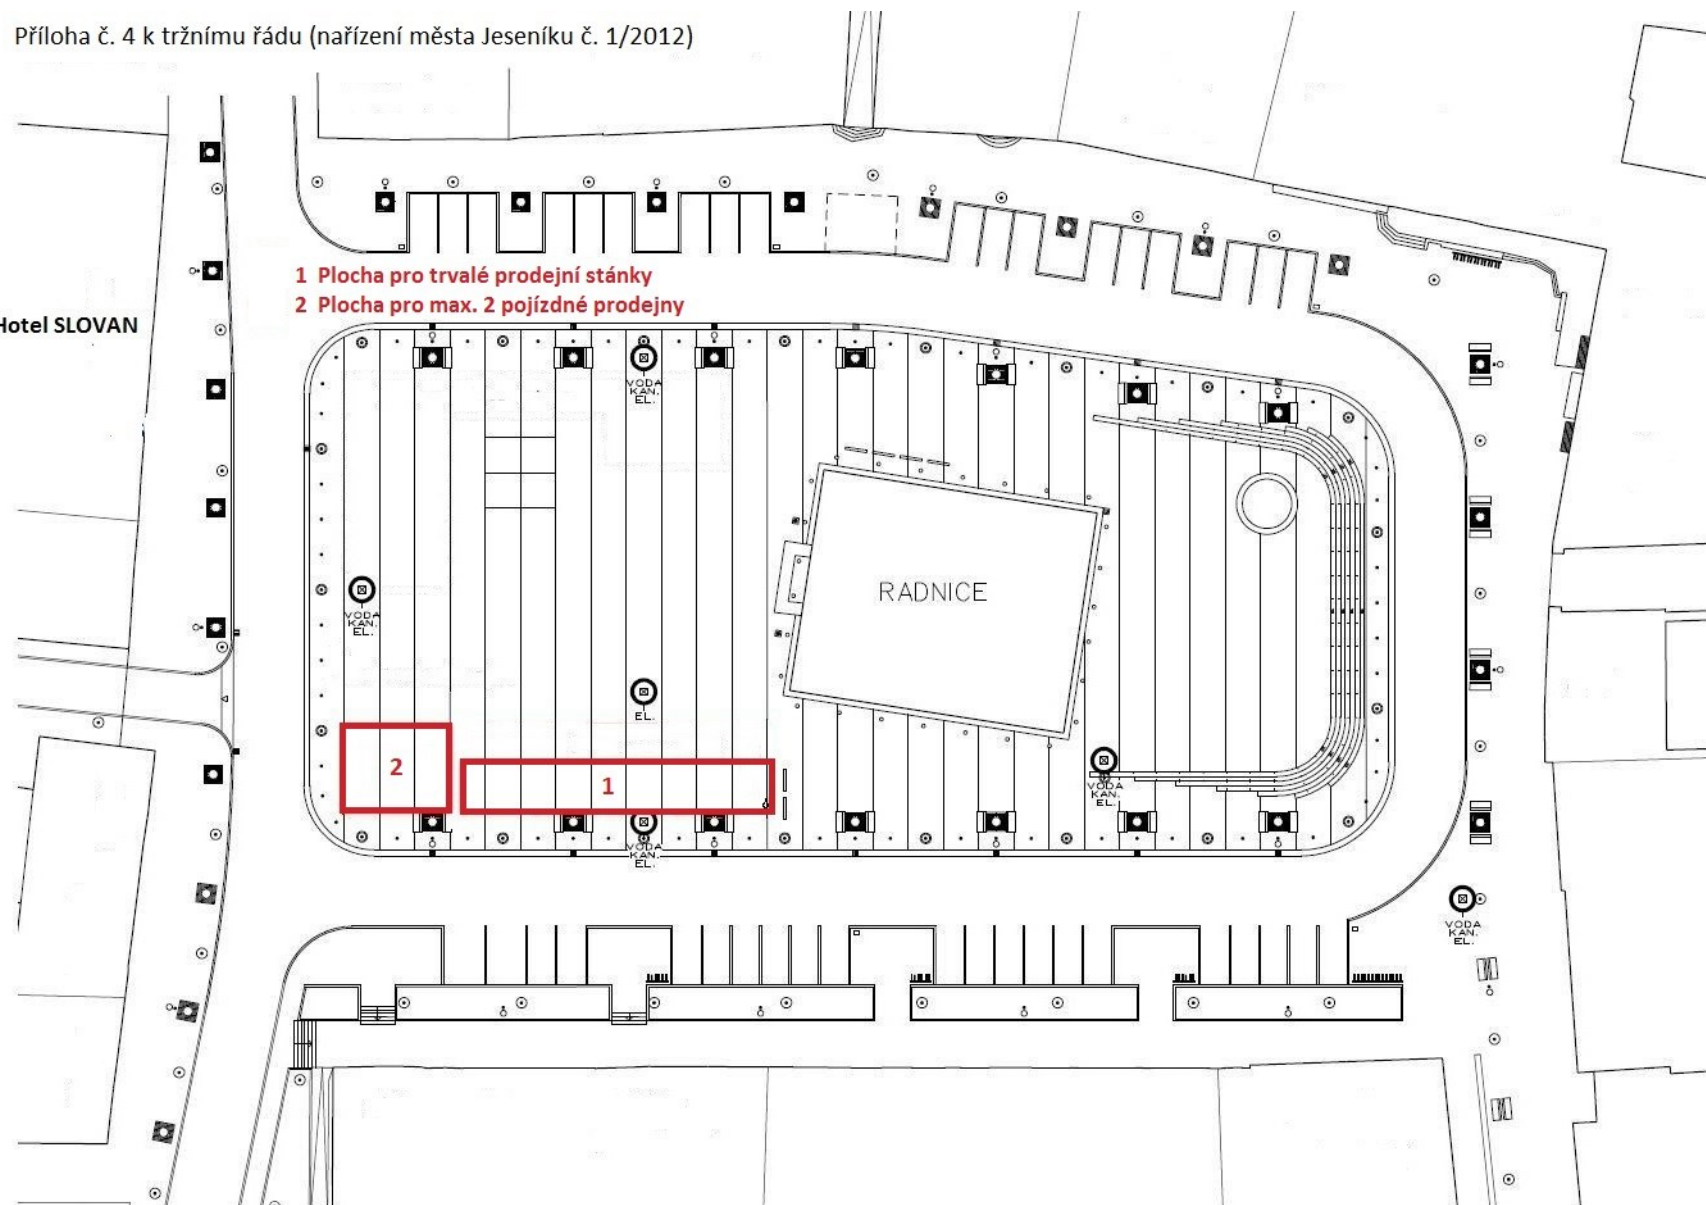 Příloha č. 4 k tržnímu řádu (nařízení města Jeseníku č. 1/2012)
1 Plocha pro trvalé prodejní stánky
2 Plocha pro max. 2 pojízdné prodejny
Hotel SLOVAN
VODA
KAN.
EL.
RADNICE
VODA
KAN.
EL.
EL.
2
1
VODA
KAN.
EL.
VODA
KAN.
EL.
VODA
KAN.
EL.